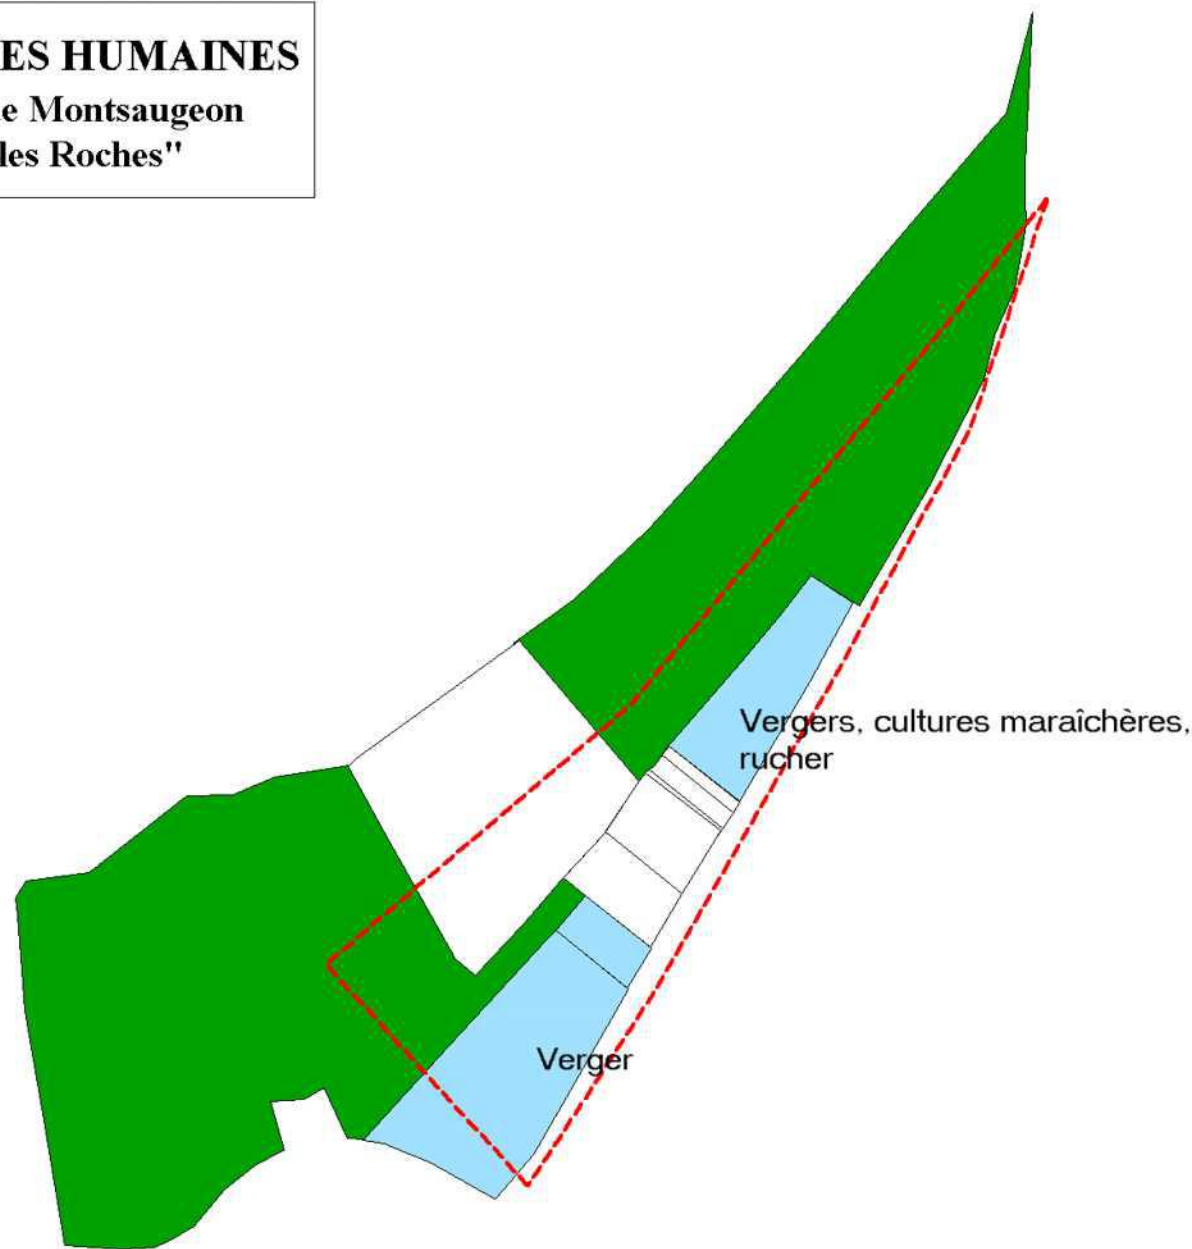 ES HUMAINES
e Montsaugeon
les Roches"
Vergers, cultures maraîchères,
rucher
Verger